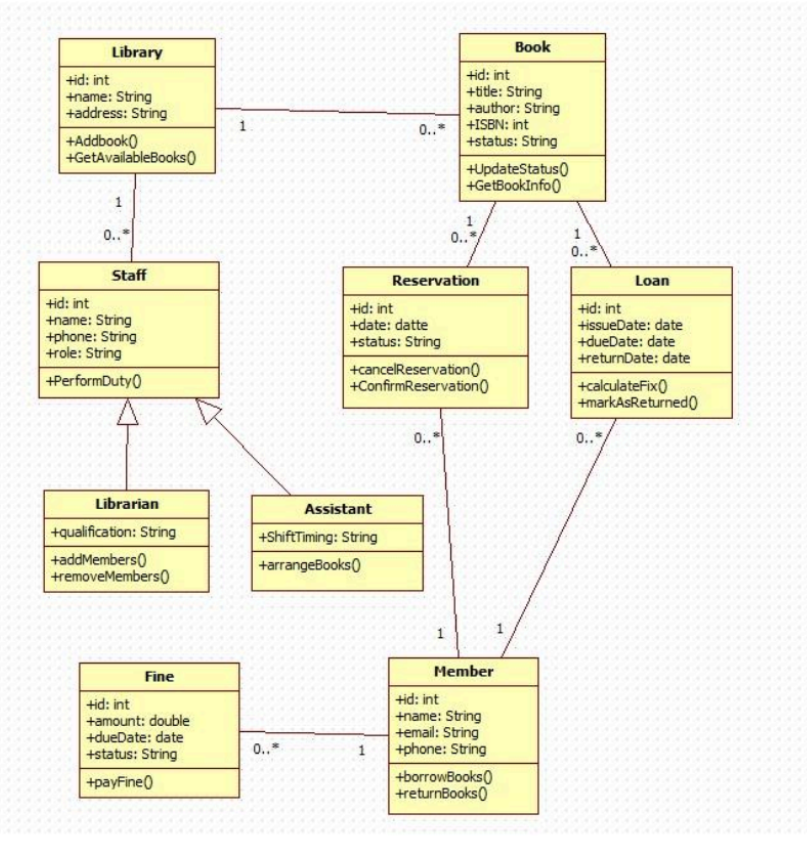 Library
+id: int
+name: String
+address: String
+Addbook()
+GetAvailableBooks()
Book
+id: int
+title: String
+author: String
+ISBN: int
+status: String
+UpdateStatus()
+GetBookInfo()
1
0..*
1
0..*
1
0..*
1
0..*
Staff
+id: int
+name: String
+phone: String
+role: String
+PerformDuty()
Reservation
+id: int
+date: datte
+status: String
+cancelReservation()
+ConfirmReservation()
Loan
+id: int
+issueDate: date
+dueDate: date
+returnDate: date
+calculateFix()
+markAsReturned()
0..*
0..*
Librarian
+qualification: String
+addMembers()
+removeMembers()
Assistant
+ShiftTiming: String
+arrangeBooks()
1
1
Fine
+id: int
+amount: double
+dueDate: date
+status: String
+payFine()
0..*
1
Member
+id: int
+name: String
+email: String
+phone: String
+borrowBooks()
+returnBooks()